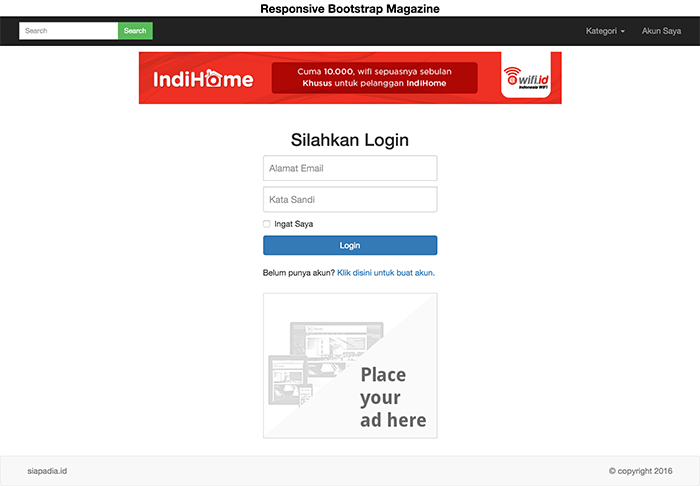 Responsive Bootstrap Magazine
Search
Search
Kategori
Akun Saya
IndiHome
Cuma 10.000, wifi sepuasnya sebulan
Khusus untuk pelanggan IndiHome
@wifi.id
Indonesia WIFI
Silahkan Login
Alamat Email
Kata Sandi
Ingat Saya
Login
Belum punya akun? Klik disini untuk buat akun.
Place
your
ad here
siapadia.id
© copyright 2016